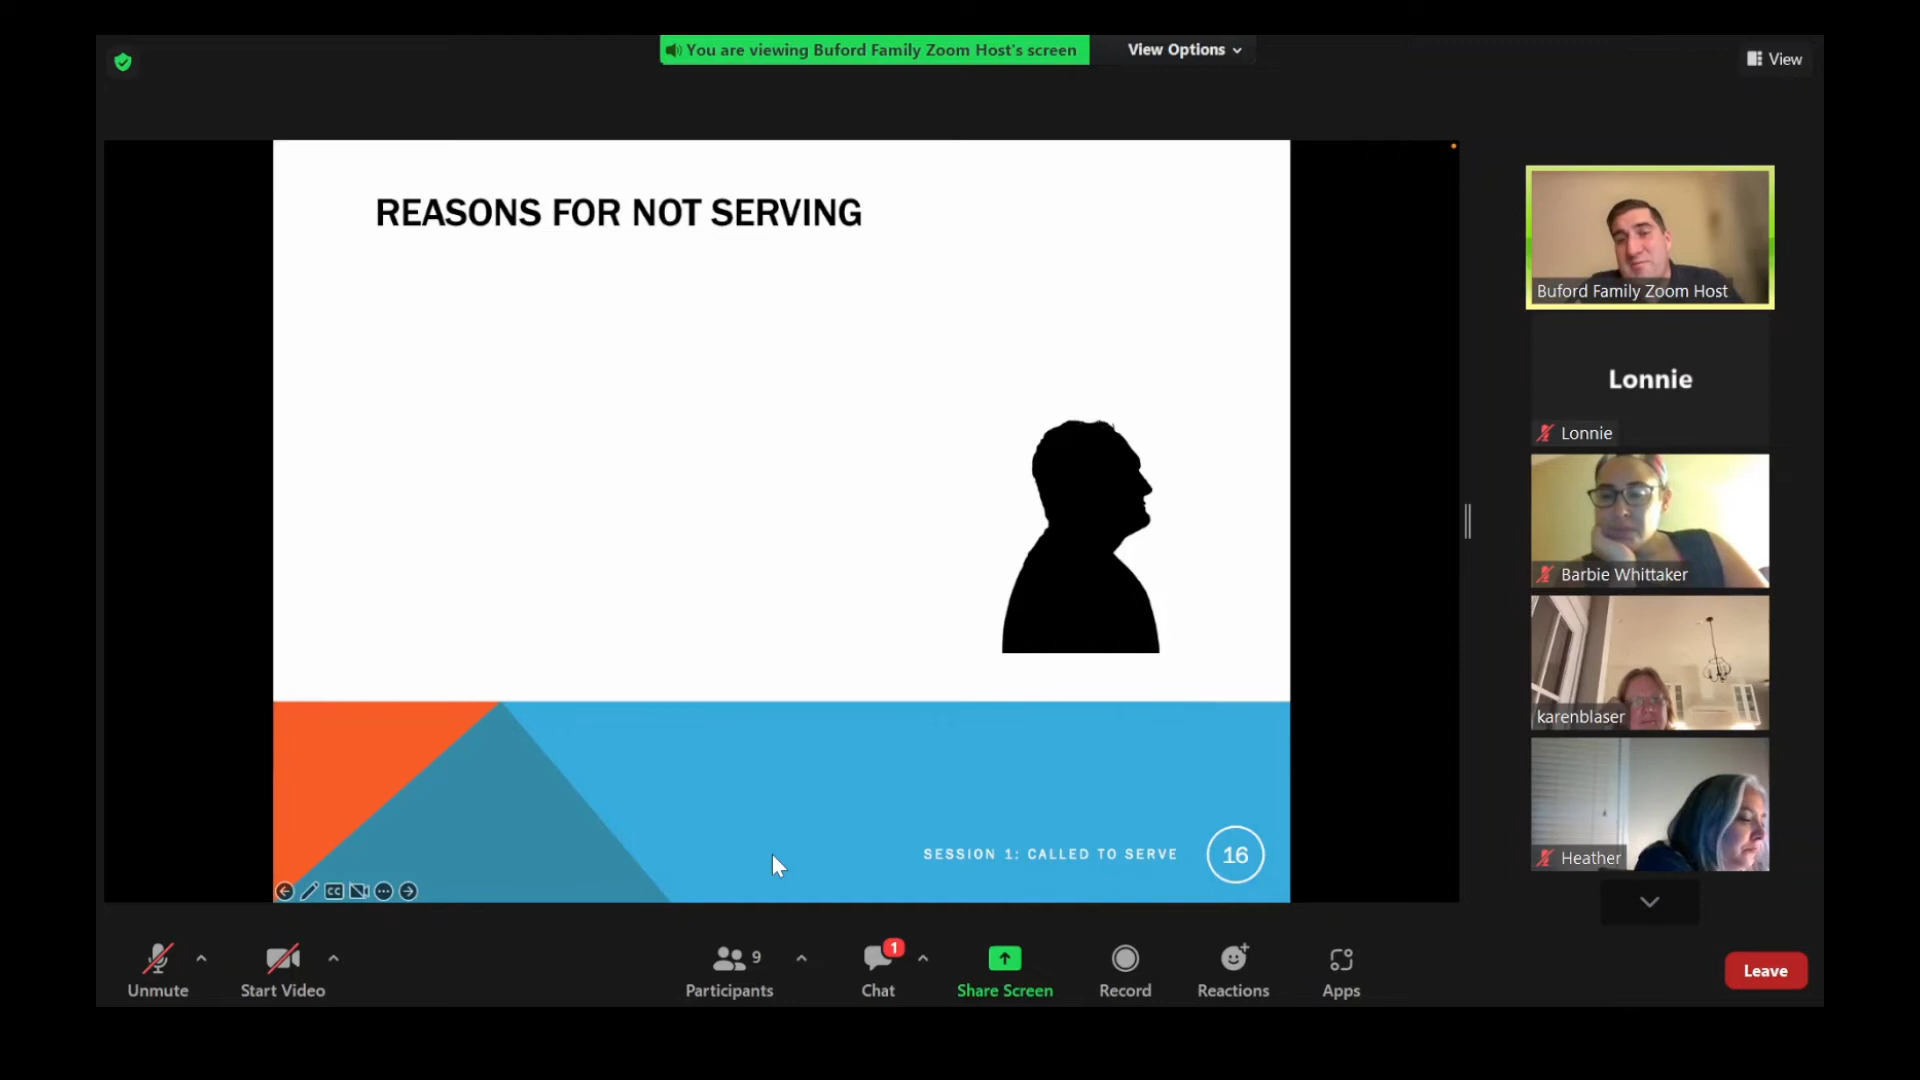 You are viewing Buford Family Zoom Host's screen
View Options
View
REASONS FOR NOT SERVING
SESSION 1: CALLED TO SERVE
16
CC
Buford Family Zoom Host
Lonnie
Lonnie
Barbie Whittaker
karenblaser
Heather
Unmute
Start Video
9
Participants
1
Chat
Share Screen
Record
Reactions
Apps
Leave